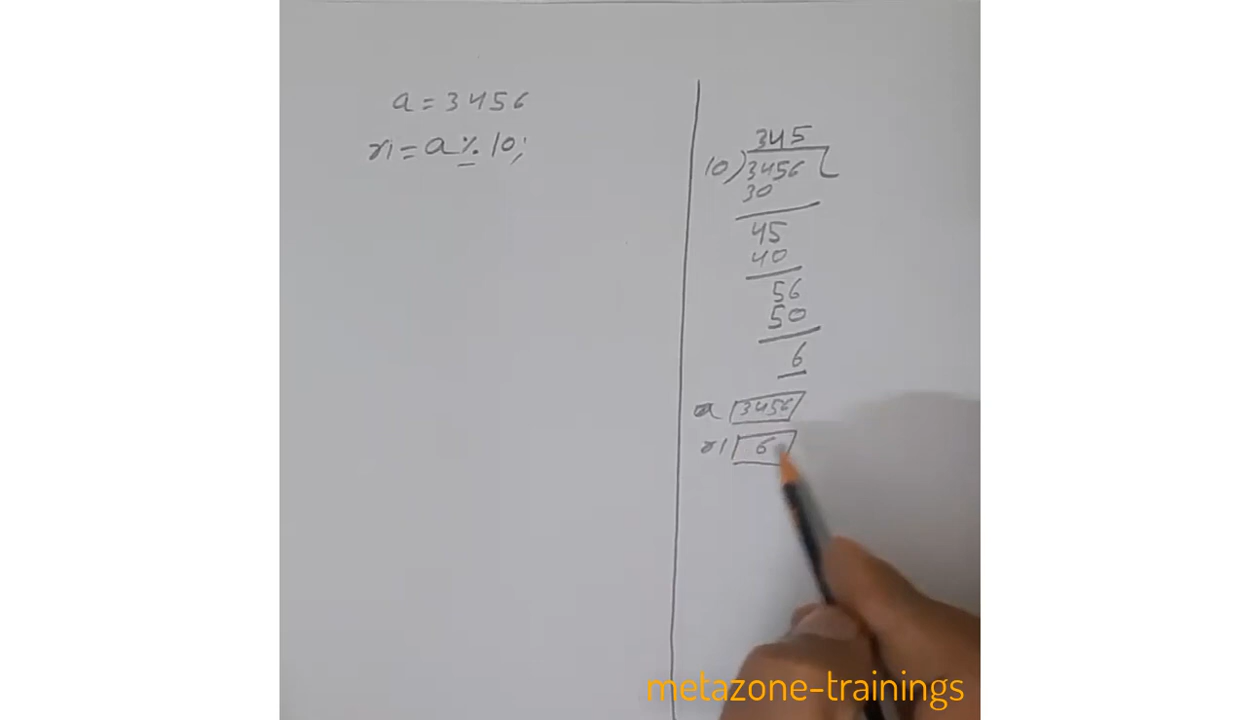 a = 3456
r1 = a % 10;
345
10) 3456 (
30
45
40
56
50
6
a 3456
r1 6
metazone-trainings